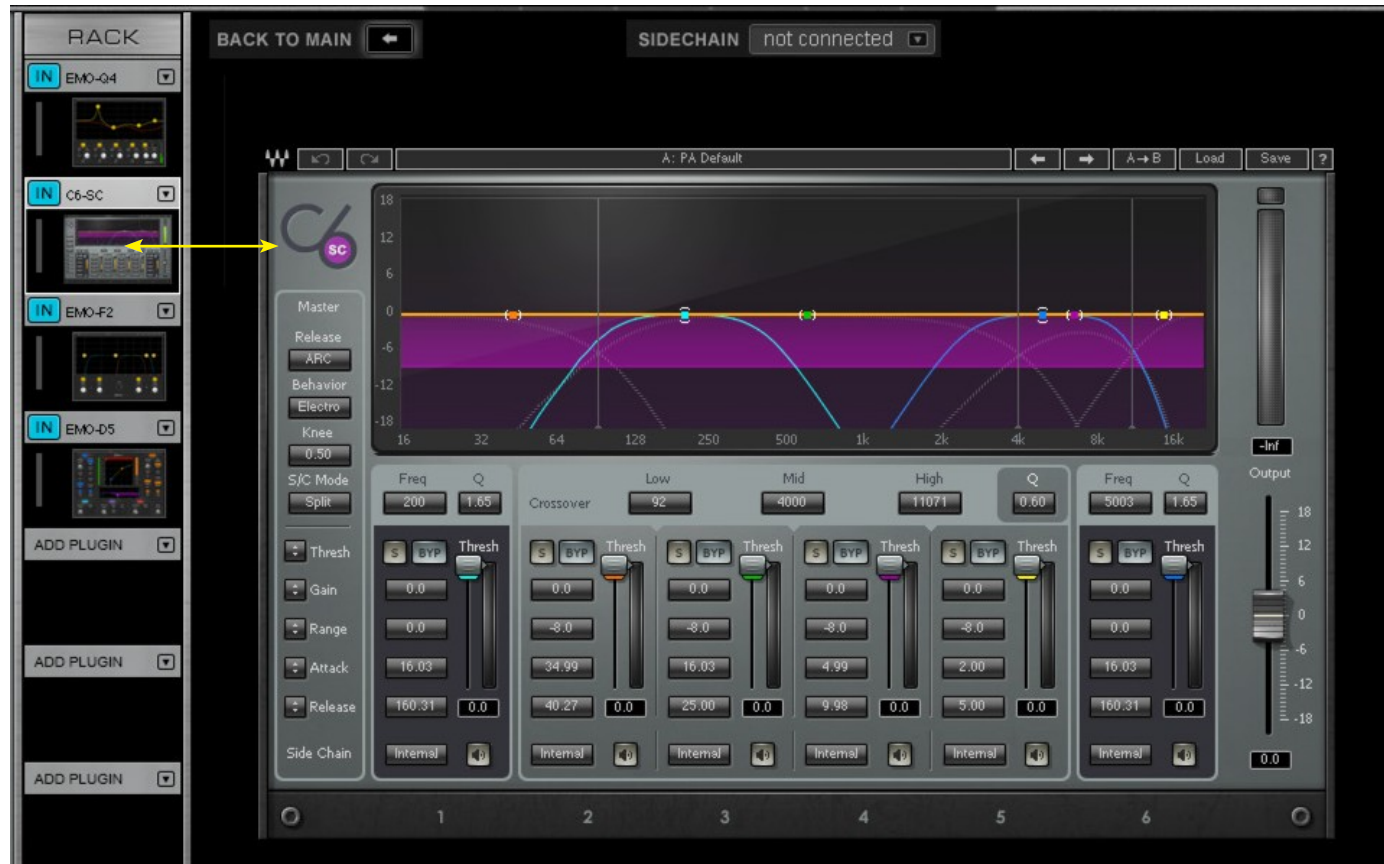 RACK
BACK TO MAIN
SIDECHAIN not connected
IN EMO-Q4
IN C6-SC
IN EMO-F2
IN EMO-D5
ADD PLUGIN
ADD PLUGIN
ADD PLUGIN
A: PA Default A→B Load Save ?
C6 SC
18
12
6
0
-6
-12
-18
16 32 64 128 250 500 1k 2k 4k 8k 16k
Master
Release
ARC
Behavior
Electro
Knee
0.50
S/C Mode
Split
Freq Q
200 1.65
Crossover
Low Mid High Q
92 4000 11071 0.60
Freq Q
5003 1.65
Thresh S BYP Thresh S BYP Thresh S BYP Thresh S BYP Thresh S BYP Thresh S BYP Thresh
Gain 0.0 0.0 0.0 0.0 0.0 0.0
Range 0.0 -8.0 -8.0 -8.0 -8.0 0.0
Attack 16.03 34.99 16.03 4.99 2.00 16.03
Release 160.31 0.0 40.27 0.0 25.00 0.0 9.98 0.0 5.00 0.0 160.31 0.0
Side Chain Internal Internal Internal Internal Internal Internal
1 2 3 4 5 6
-Inf
Output
18
12
6
0
-6
-12
-18
0.0